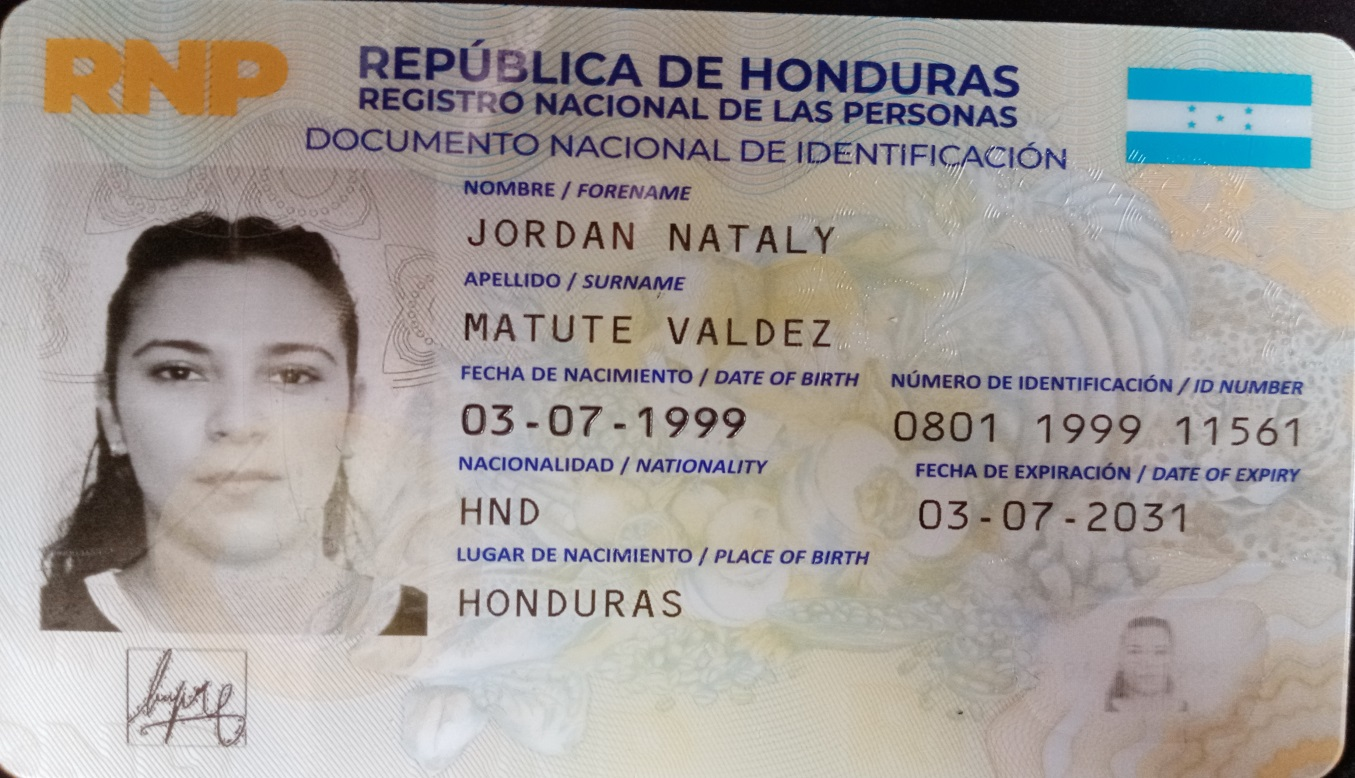 RNP
REPÚBLICA DE HONDURAS
REGISTRO NACIONAL DE LAS PERSONAS
DOCUMENTO NACIONAL DE IDENTIFICACIÓN
NOMBRE / FORENAME
JORDAN NATALY
APELLIDO / SURNAME
MATUTE VALDEZ
FECHA DE NACIMIENTO / DATE OF BIRTH
03-07-1999
NÚMERO DE IDENTIFICACIÓN / ID NUMBER
0801 1999 11561
NACIONALIDAD / NATIONALITY
HND
FECHA DE EXPIRACIÓN / DATE OF EXPIRY
03-07-2031
LUGAR DE NACIMIENTO / PLACE OF BIRTH
HONDURAS